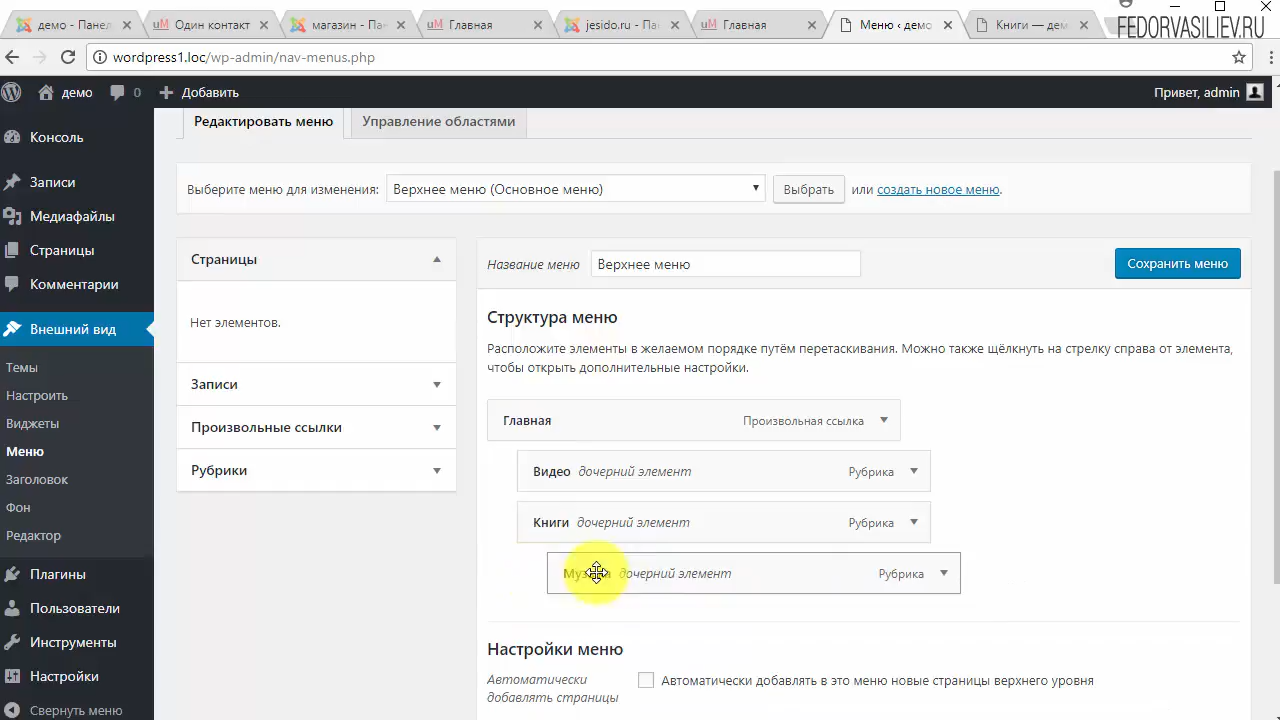 демо - Панел
Один контакт
магазин - Пан
Главная
jesido.ru - Па
Главная
Меню ‹ демо
Книги — дем
FEDORVASILIEV.RU
wordpress1.loc/wp-admin/nav-menus.php
демо
0
Добавить
Привет, admin
Консоль
Записи
Медиафайлы
Страницы
Комментарии
Внешний вид
Темы
Настроить
Виджеты
Меню
Заголовок
Фон
Редактор
Плагины
Пользователи
Инструменты
Настройки
Свернуть меню
Редактировать меню
Управление областями
Выберите меню для изменения: Верхнее меню (Основное меню) Выбрать или создать новое меню.
Страницы
Нет элементов.
Записи
Произвольные ссылки
Рубрики
Название меню Верхнее меню Сохранить меню
Структура меню
Расположите элементы в желаемом порядке путём перетаскивания. Можно также щёлкнуть на стрелку справа от элемента,
чтобы открыть дополнительные настройки.
Главная Произвольная ссылка
Видео дочерний элемент Рубрика
Книги дочерний элемент Рубрика
дочерний элемент Рубрика
Настройки меню
Автоматически
добавлять страницы
Автоматически добавлять в это меню новые страницы верхнего уровня